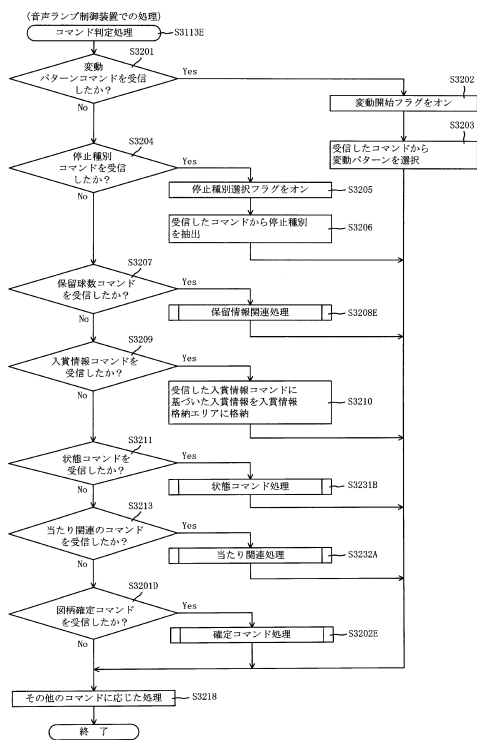 (音声ランプ制御装置での処理)
コマンド判定処理
S3113E
S3201
変動
パターンコマンドを受信
したか?
Yes
No
S3202
変動開始フラグをオン
S3203
受信したコマンドから
変動パターンを選択
S3204
停止種別
コマンドを受信
したか?
Yes
No
停止種別選択フラグをオン
S3205
受信したコマンドから停止種別
を抽出
S3206
S3207
保留球数コマンド
を受信したか?
Yes
No
保留情報関連処理
S3208E
S3209
入賞情報コマンドを
受信したか?
Yes
No
受信した入賞情報コマンドに
基づいた入賞情報を入賞情報
格納エリアに格納
S3210
S3211
状態コマンドを
受信したか?
Yes
No
状態コマンド処理
S3231B
S3213
当たり関連のコマンド
を受信したか?
Yes
No
当たり関連処理
S3232A
S3201D
図柄確定コマンド
を受信したか?
Yes
No
確定コマンド処理
S3202E
その他のコマンドに応じた処理
S3218
終 了